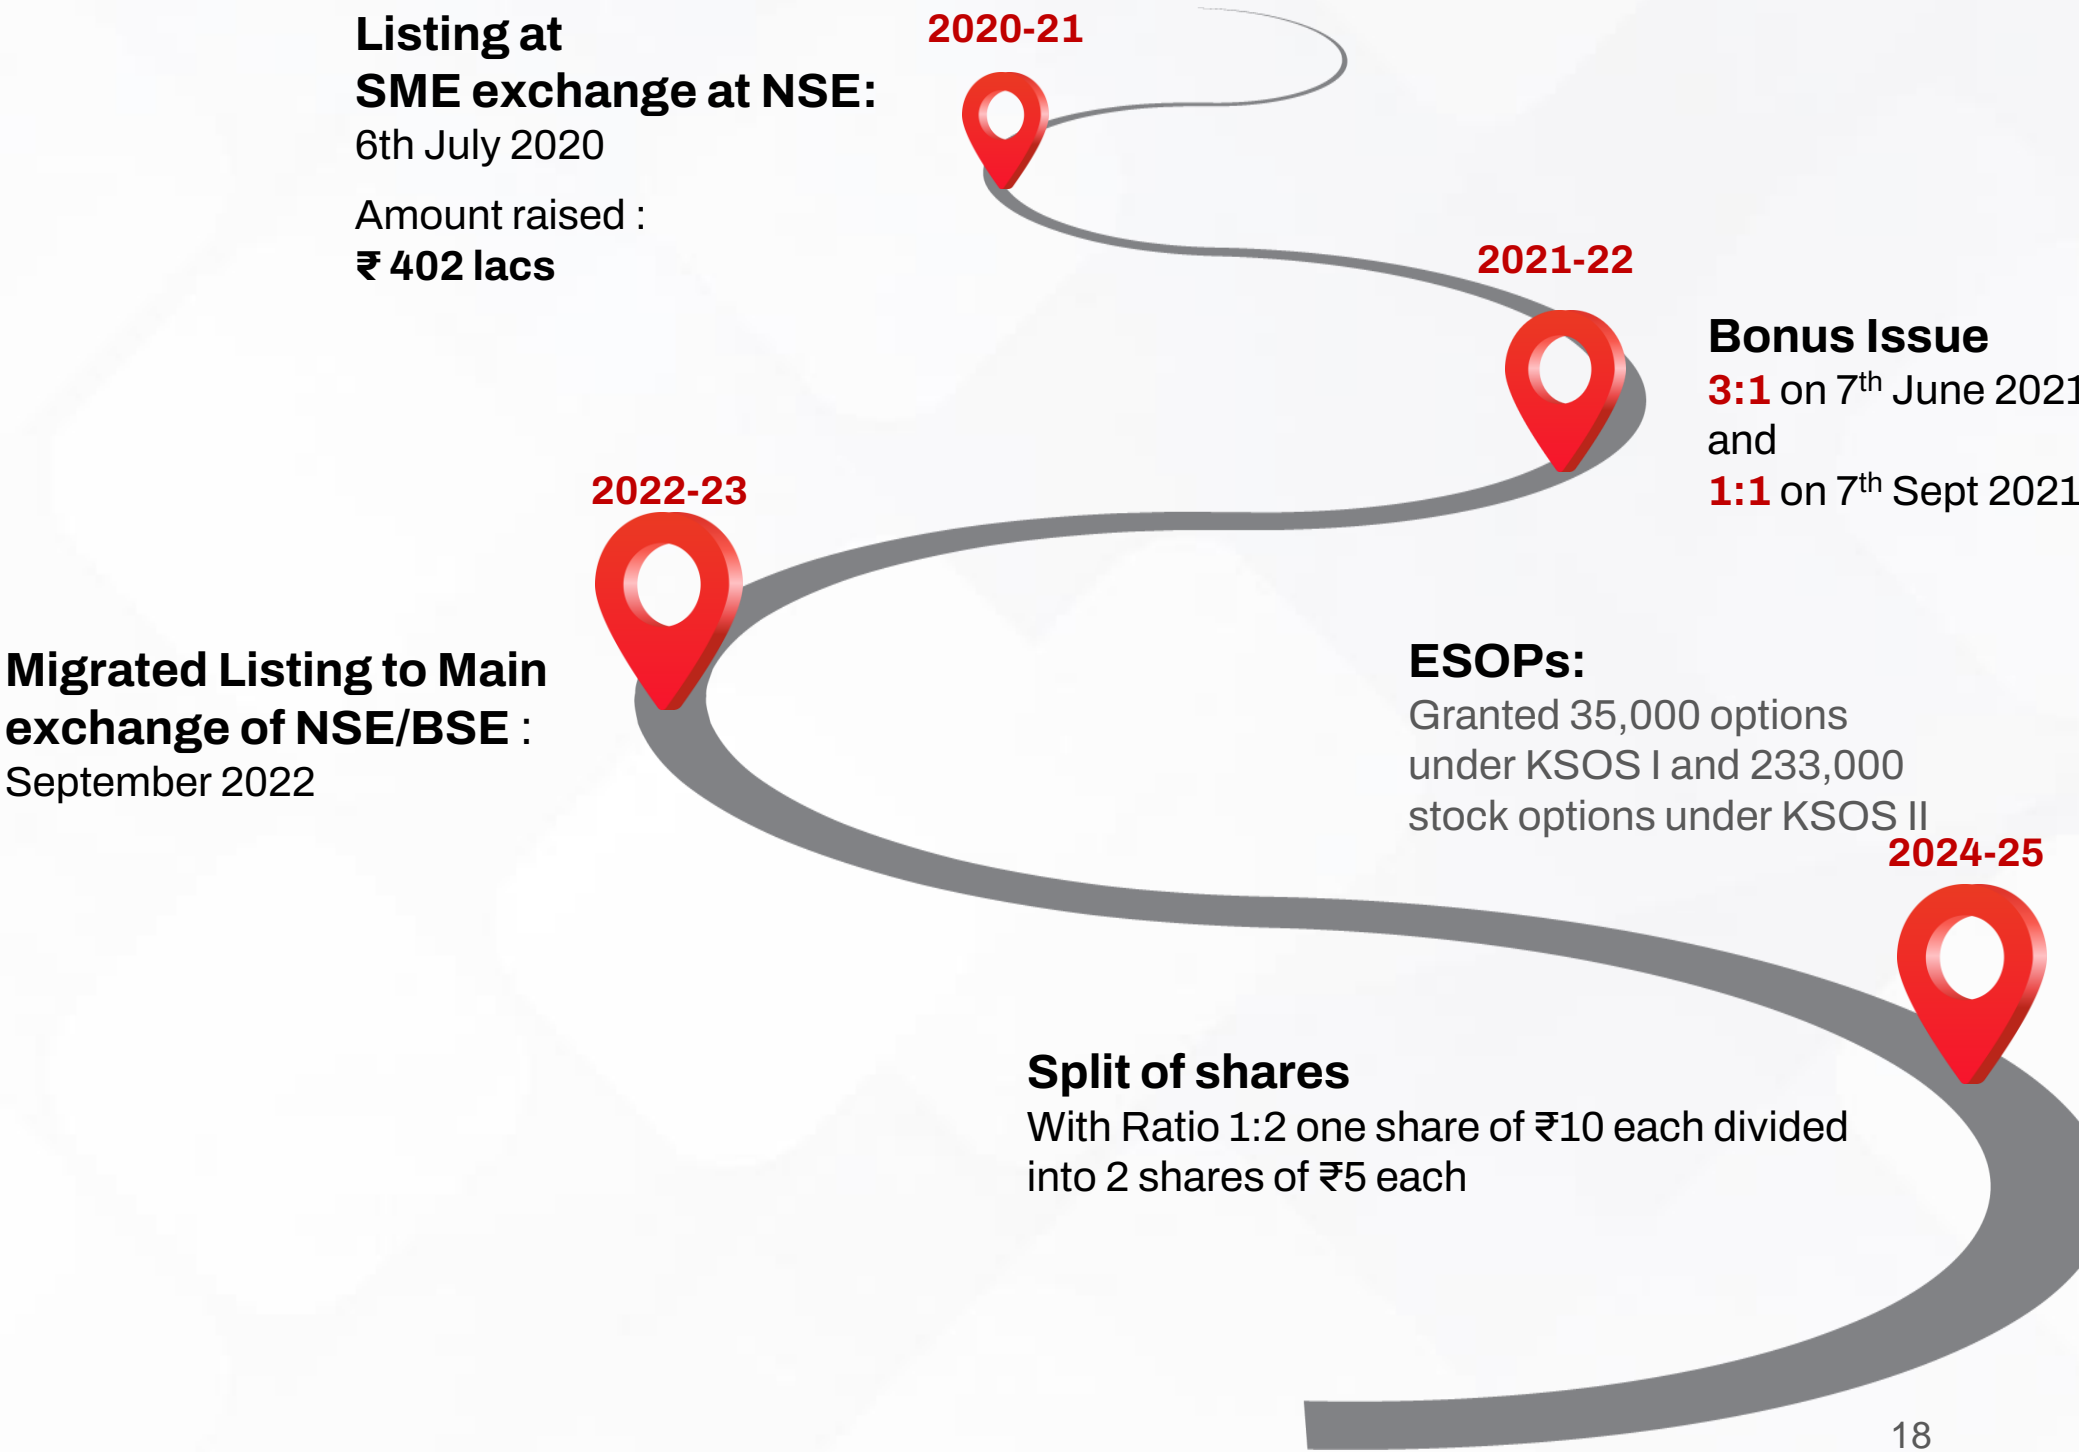 2020-21
Listing at
SME exchange at NSE:
6th July 2020
Amount raised :
₹ 402 lacs
2021-22
Bonus Issue
3:1 on 7th June 2021
and
1:1 on 7th Sept 2021
2022-23
Migrated Listing to Main
exchange of NSE/BSE :
September 2022
ESOPs:
Granted 35,000 options
under KSOS I and 233,000
stock options under KSOS II
2024-25
Split of shares
With Ratio 1:2 one share of ₹10 each divided
into 2 shares of ₹5 each
18